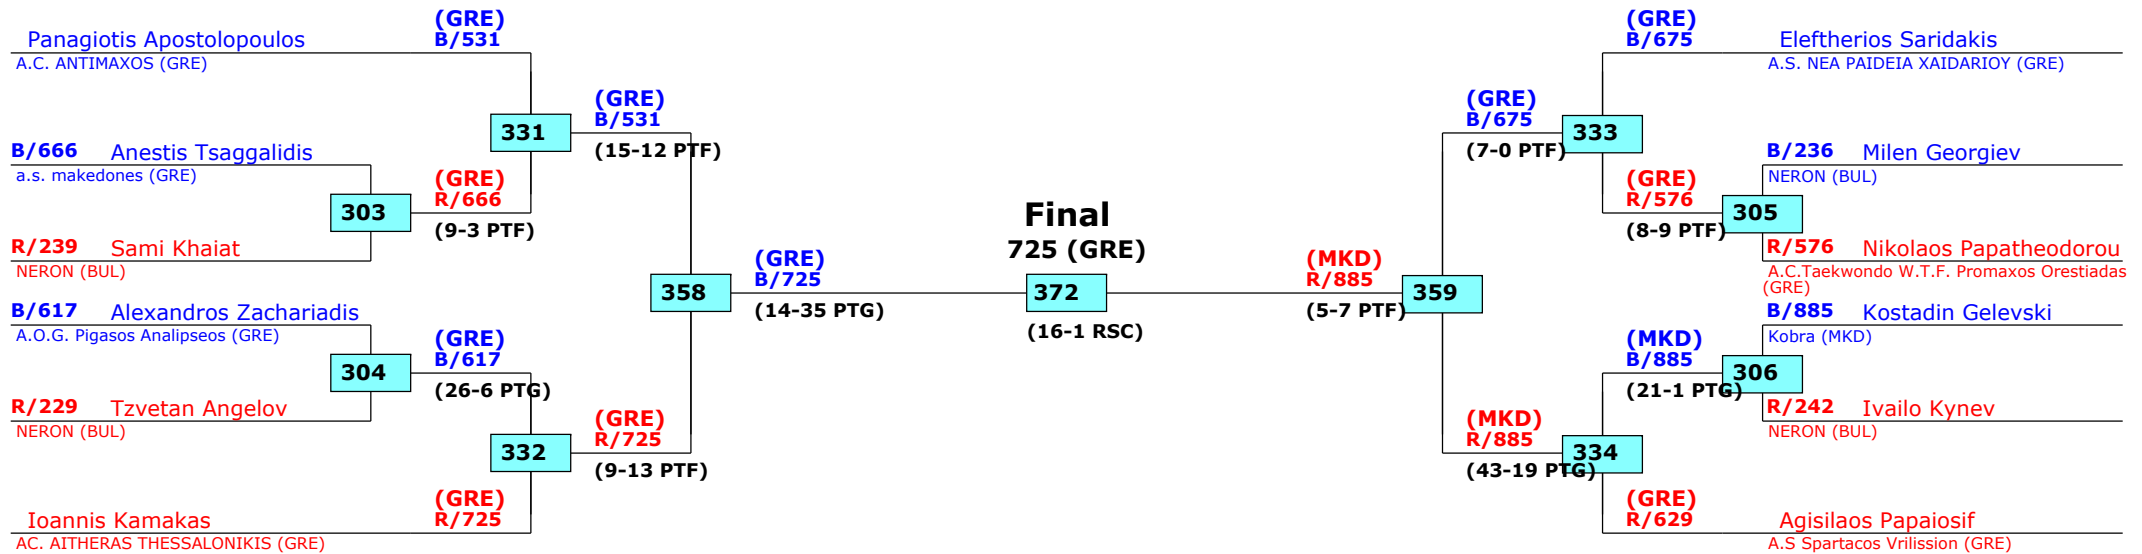 (GRE)
B/531
Panagiotis Apostolopoulos
A.C. ANTIMAXOS (GRE)
331
(GRE)
B/531
(15-12 PTF)
B/666 Anestis Tsaggalidis
a.s. makedones (GRE)
303
(GRE)
R/666
(9-3 PTF)
R/239 Sami Khaiat
NERON (BUL)
B/617 Alexandros Zachariadis
A.O.G. Pigasos Analipseos (GRE)
304
(GRE)
B/617
(26-6 PTG)
R/229 Tzvetan Angelov
NERON (BUL)
332
(GRE)
R/725
(9-13 PTF)
(GRE)
R/725
Ioannis Kamakas
AC. AITHERAS THESSALONIKIS (GRE)
358
(GRE)
B/725
(14-35 PTG)
Final
725 (GRE)
372
(16-1 RSC)
(MKD)
R/885
(5-7 PTF)
359
(GRE)
B/675
(7-0 PTF)
333
(GRE)
B/675
Eleftherios Saridakis
A.S. NEA PAIDEIA XAIDARIOY (GRE)
(GRE)
R/576
(8-9 PTF)
305
B/236 Milen Georgiev
NERON (BUL)
R/576 Nikolaos Papatheodorou
A.C.Taekwondo W.T.F. Promaxos Orestiadas
(GRE)
B/885 Kostadin Gelevski
Kobra (MKD)
(MKD)
B/885
(21-1 PTG)
306
R/242 Ivailo Kynev
NERON (BUL)
(MKD)
R/885
(43-19 PTG)
334
(GRE)
R/629
Agisilaos Papaiosif
A.S Spartacos Vrilission (GRE)